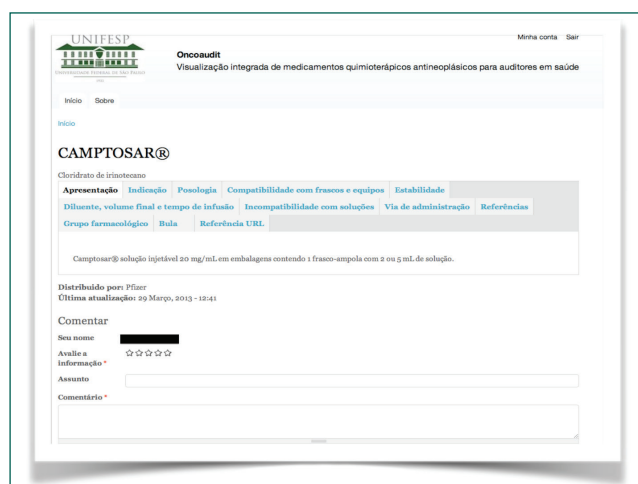 UNIFESP
UNIVERSIDADE FEDERAL DE SÃO PAULO
Minha conta Sair
Oncoaudit
Visualização integrada de medicamentos quimioterápicos antineoplásicos para auditores em saúde
Início Sobre
Início
CAMPTOSAR®
Cloridrato de irinotecano
Apresentação Indicação Posologia Compatibilidade com frascos e equipos Estabilidade
Diluente, volume final e tempo de infusão Incompatibilidade com soluções Via de administração Referências
Grupo farmacológico Bula Referência URL
Camptosar® solução injetável 20 mg/mL em embalagens contendo 1 frasco-ampola com 2 ou 5 mL de solução.
Distribuído por: Pfizer
Última atualização: 29 Março, 2013 - 12:41
Comentar
Seu nome
Avalie a
informação *
Assunto
Comentário *